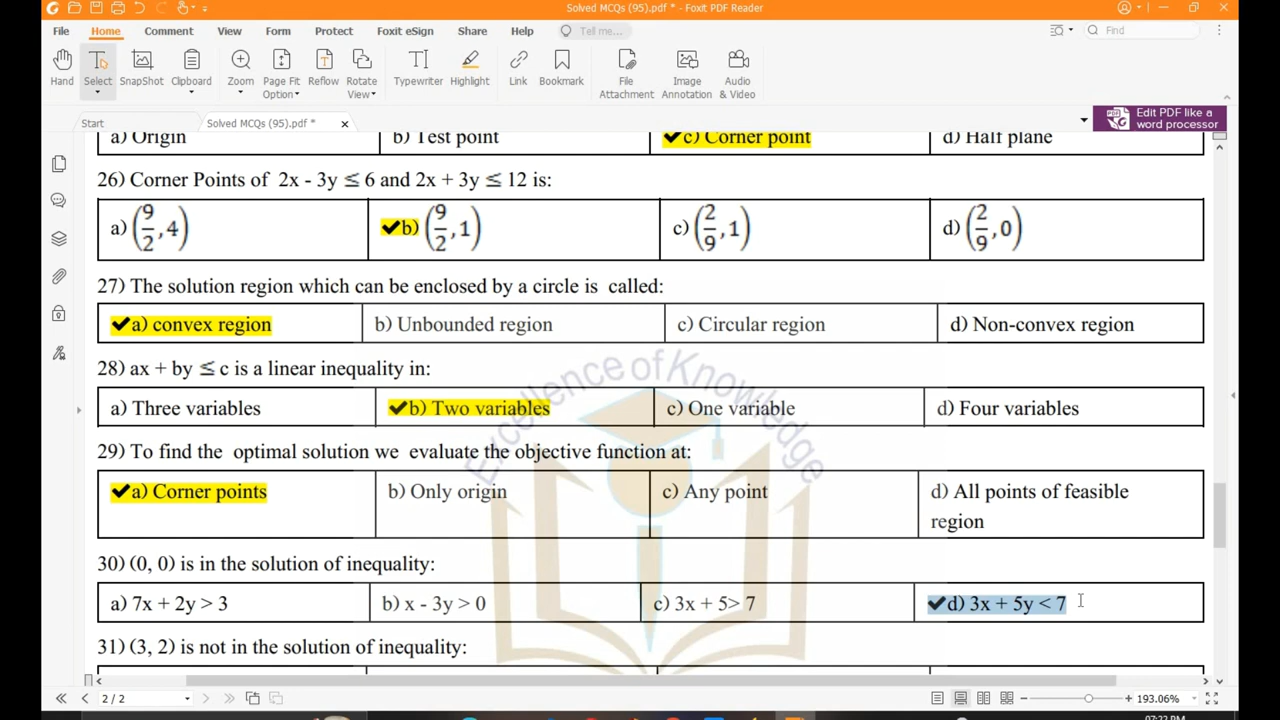 Solved MCQs (95).pdf * - Foxit PDF Reader
File Home Comment View Form Protect Foxit eSign Share Help Tell me... Find
Hand Select SnapShot Clipboard Zoom Page Fit Option Reflow Rotate View Typewriter Highlight Link Bookmark File Attachment Image Annotation Audio & Video
Start Solved MCQs (95).pdf * Edit PDF like a word processor
a) Origin b) Test point ✔c) Corner point d) Half plane
26) Corner Points of 2x - 3y ≤ 6 and 2x + 3y ≤ 12 is:
a) (9/2, 4) ✔b) (9/2, 1) c) (2/9, 1) d) (2/9, 0)
27) The solution region which can be enclosed by a circle is called:
✔a) convex region b) Unbounded region c) Circular region d) Non-convex region
28) ax + by ≤ c is a linear inequality in:
a) Three variables ✔b) Two variables c) One variable d) Four variables
29) To find the optimal solution we evaluate the objective function at:
✔a) Corner points b) Only origin c) Any point d) All points of feasible region
30) (0, 0) is in the solution of inequality:
a) 7x + 2y > 3 b) x - 3y > 0 c) 3x + 5> 7 ✔d) 3x + 5y < 7
31) (3, 2) is not in the solution of inequality:
Excellence of Knowledge
2 / 2 193.06%